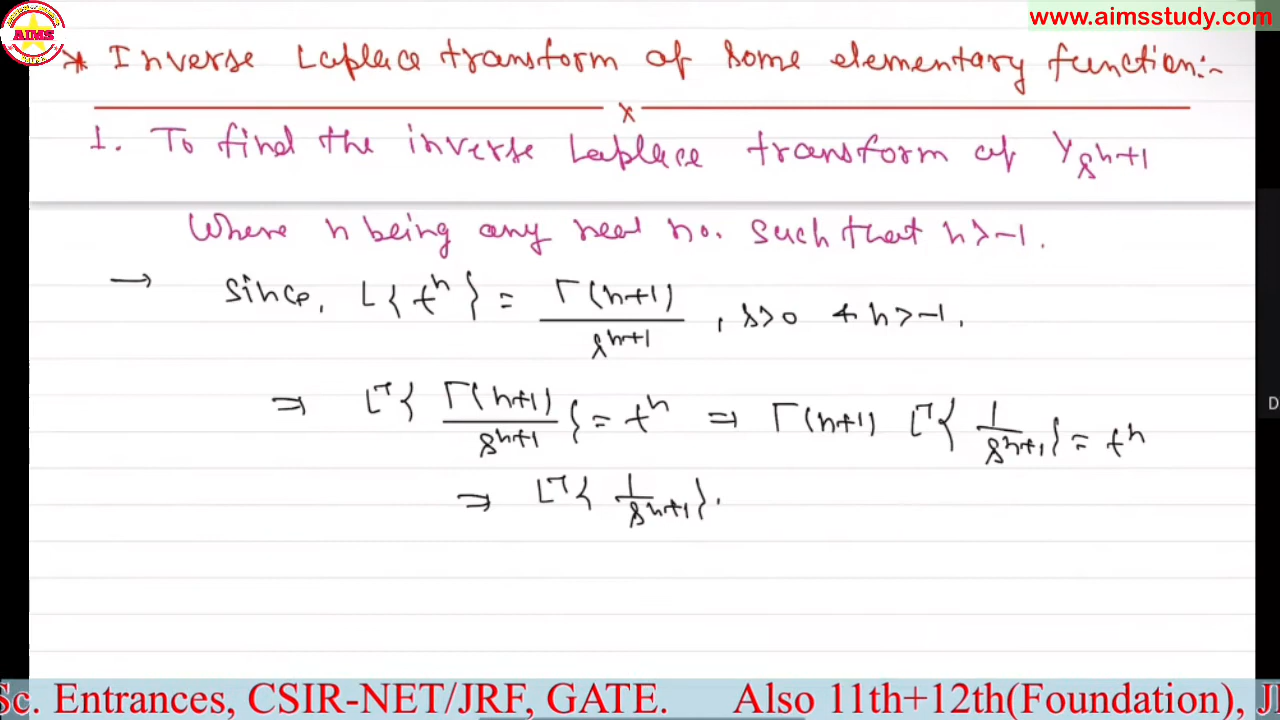 www.aimsstudy.com
AIMS
* Inverse Laplace transform of some elementary function:-
x
1. To find the inverse Laplace transform of 1/s^{n+1}
Where n being any real no. such that n>-1.
→ Since, L{t^n} = Γ(n+1)/s^{n+1}, s>0 & n>-1.
⇒ L^{-1}{Γ(n+1)/s^{n+1}} = t^n ⇒ Γ(n+1) L^{-1}{1/s^{n+1}} = t^n
⇒ L^{-1}{1/s^{n+1}}.
D
Sc. Entrances, CSIR-NET/JRF, GATE. Also 11th+12th(Foundation), JE